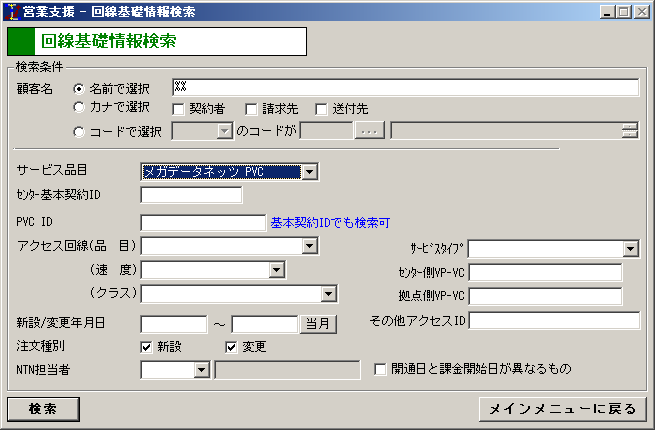 営業支援 - 回線基礎情報検索
回線基礎情報検索
検索条件
顧客名 名前で選択 %%
カナで選択 契約者 請求先 送付先
コードで選択 のコードが ...
サービス品目 メガデータネッツ PVC
ｾﾝﾀｰ基本契約ID
PVC ID 基本契約IDでも検索可
アクセス回線(品 目) ｻｰﾋﾞｽﾀｲﾌﾟ
(速 度) ｾﾝﾀｰ側VP-VC
(クラス) 拠点側VP-VC
新設/変更年月日 ～ 当月 その他アクセスID
注文種別 新設 変更
NTN担当者 開通日と課金開始日が異なるもの
検索 メインメニューに戻る